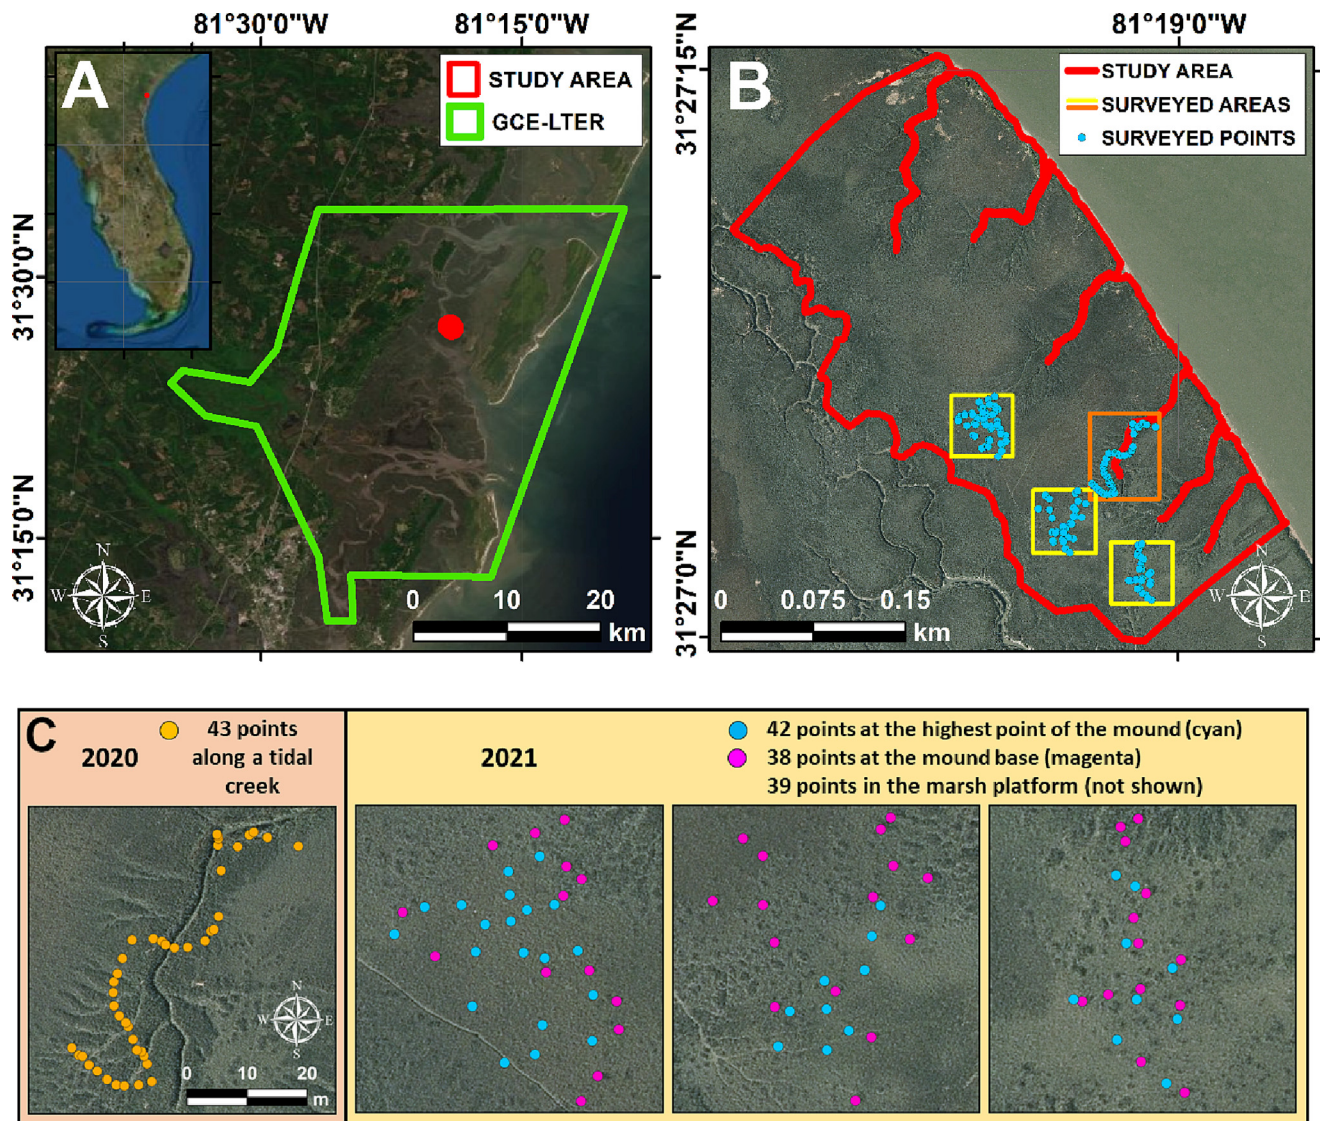 81°30'0"W
81°15'0"W
A
STUDY AREA
GCE-LTER
31°30'0"N
31°15'0"N
N
W
E
S
0
10
20
km
81°19'0"W
31°27'15"N
31°27'0"N
B
STUDY AREA
SURVEYED AREAS
SURVEYED POINTS
0
0.075
0.15
km
N
W
E
S
C
2020
43 points
along a tidal
creek
2021
42 points at the highest point of the mound (cyan)
38 points at the mound base (magenta)
39 points in the marsh platform (not shown)
N
W
E
S
0
10
20
m